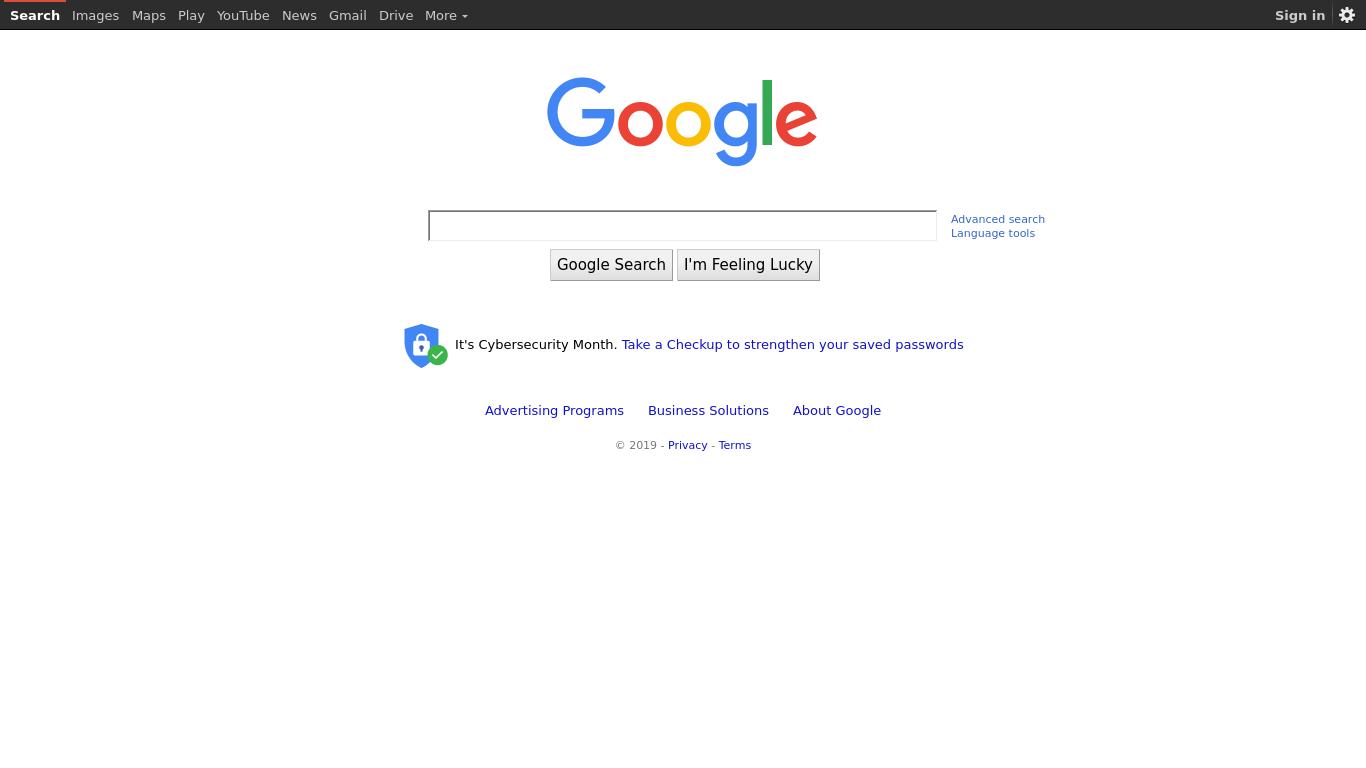 Search Images Maps Play YouTube News Gmail Drive More Sign in
Google
Advanced search
Language tools
Google Search I'm Feeling Lucky
It's Cybersecurity Month. Take a Checkup to strengthen your saved passwords
Advertising Programs Business Solutions About Google
© 2019 - Privacy - Terms